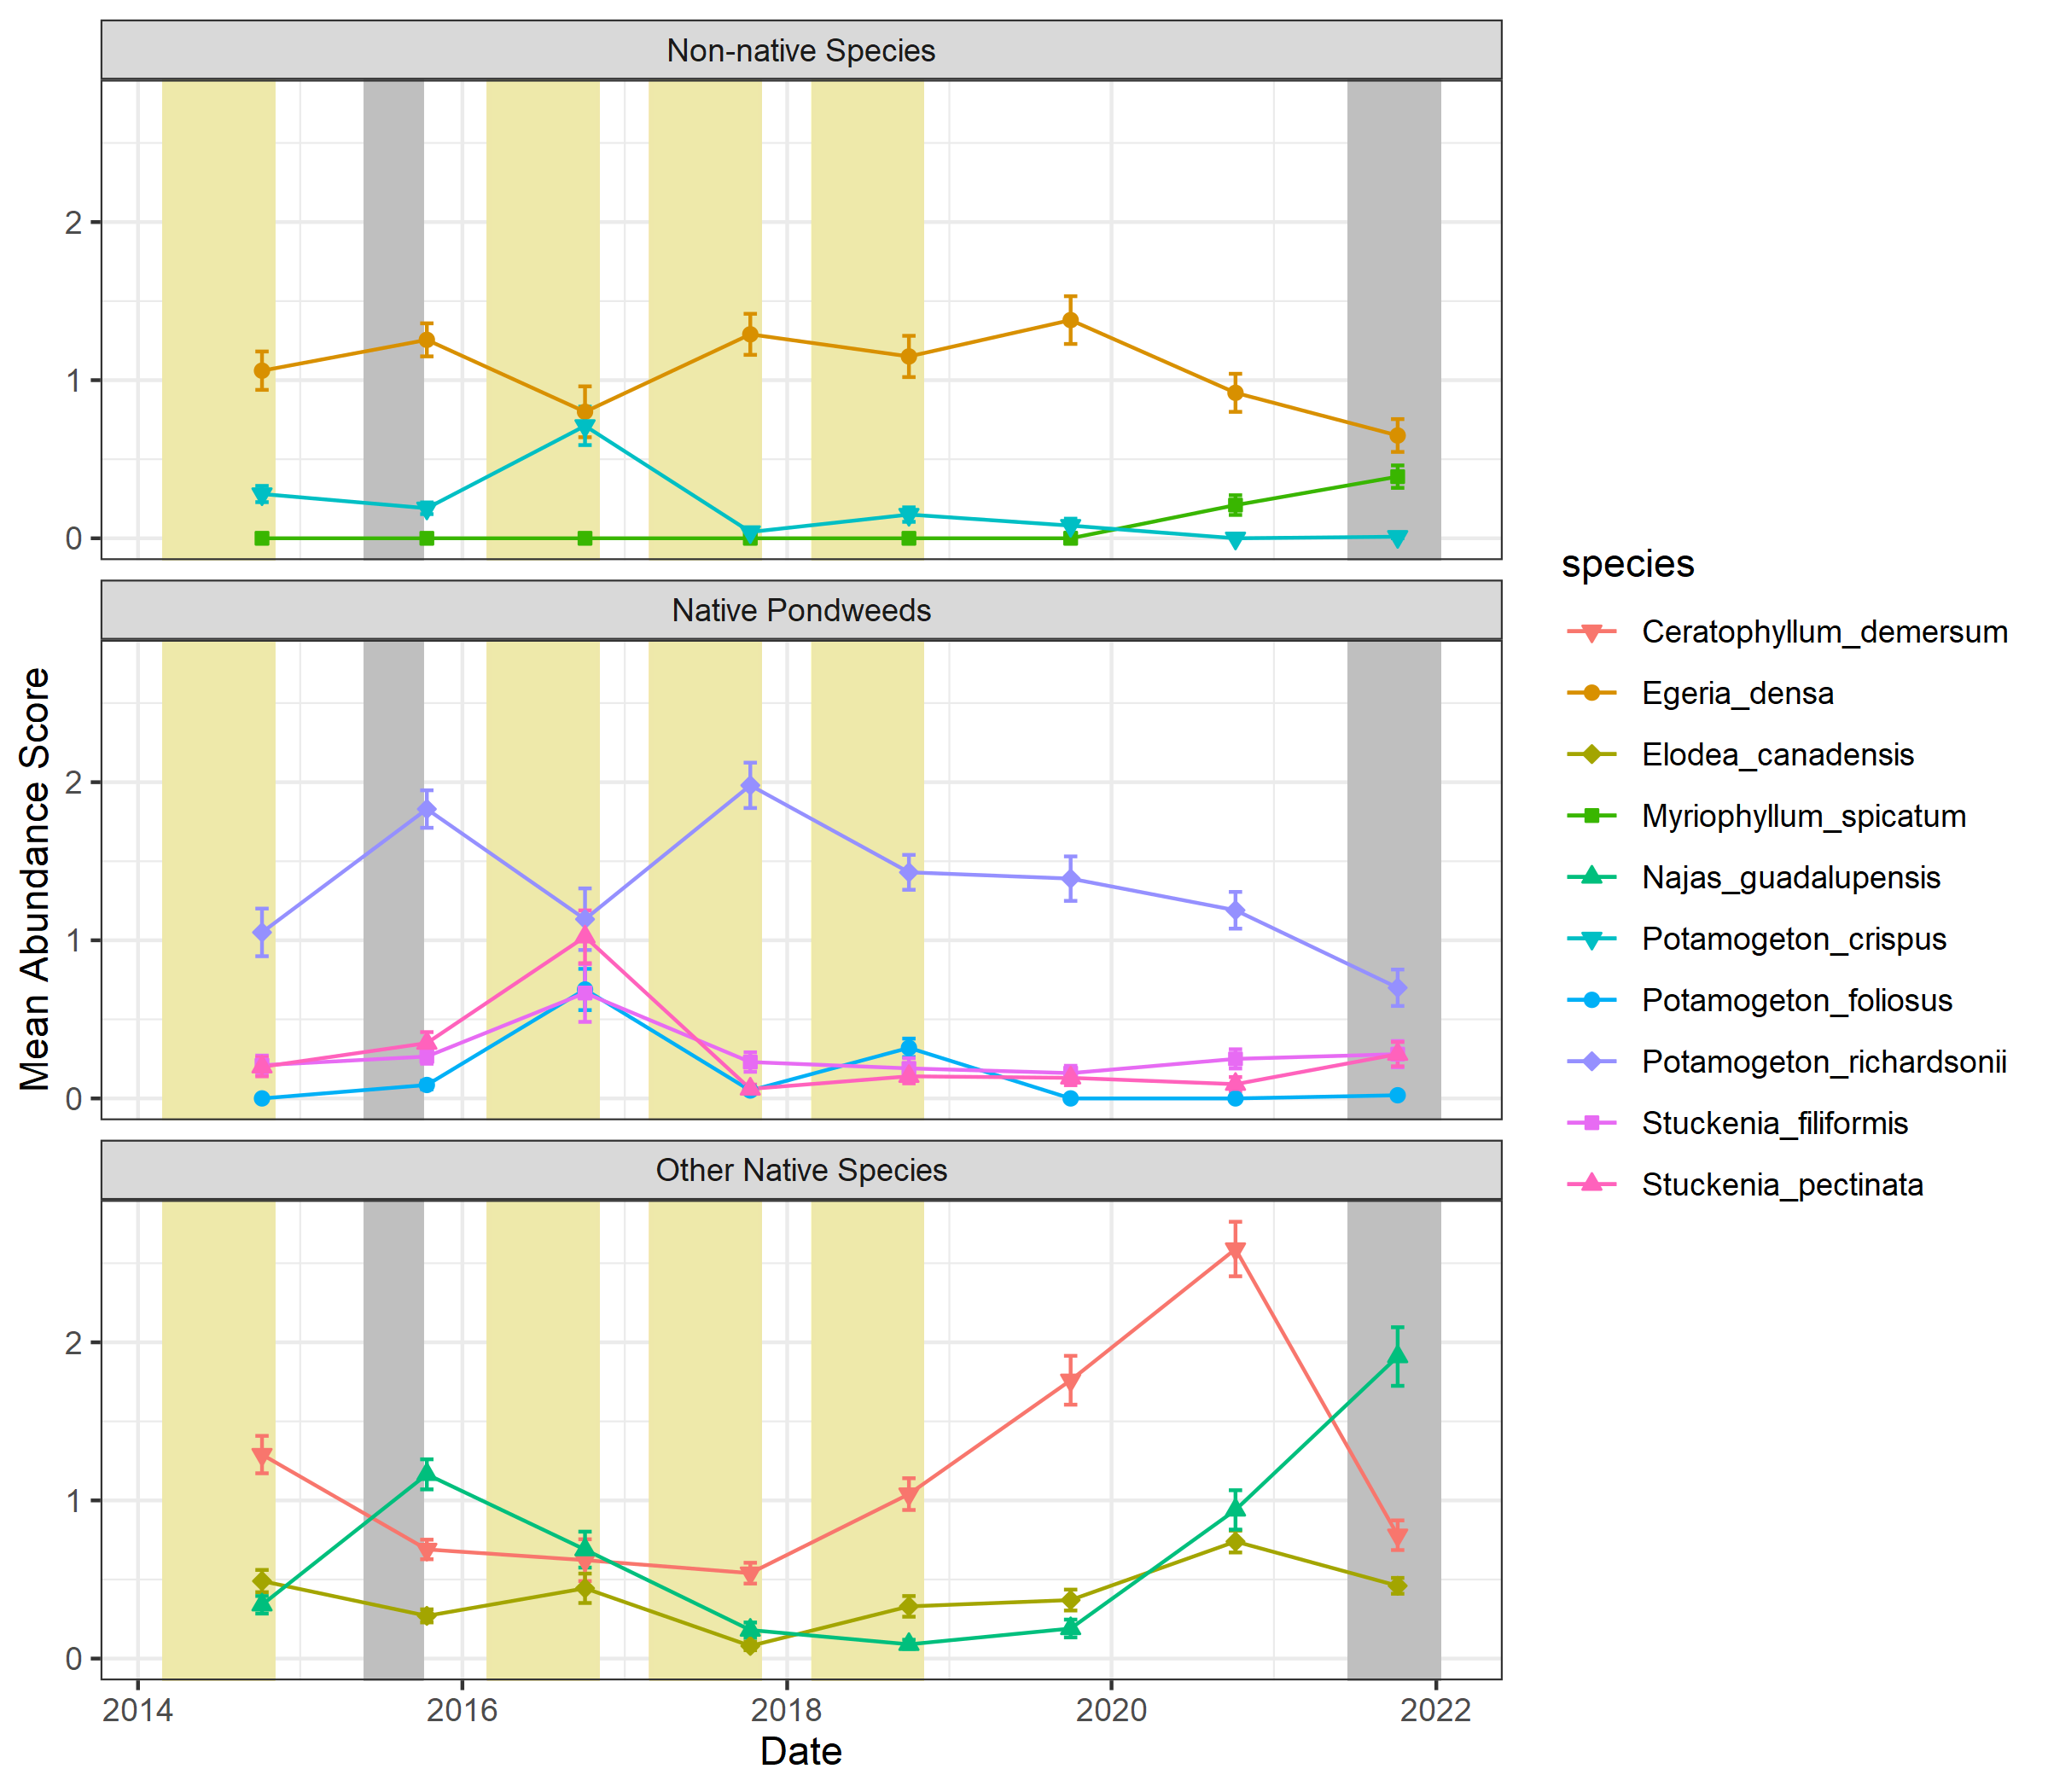 Non-native Species
2
1
0
Native Pondweeds
2
1
0
Other Native Species
2
1
0
2014 2016 2018 2020 2022
Date
Mean Abundance Score
species
Ceratophyllum_demersum
Egeria_densa
Elodea_canadensis
Myriophyllum_spicatum
Najas_guadalupensis
Potamogeton_crispus
Potamogeton_foliosus
Potamogeton_richardsonii
Stuckenia_filiformis
Stuckenia_pectinata